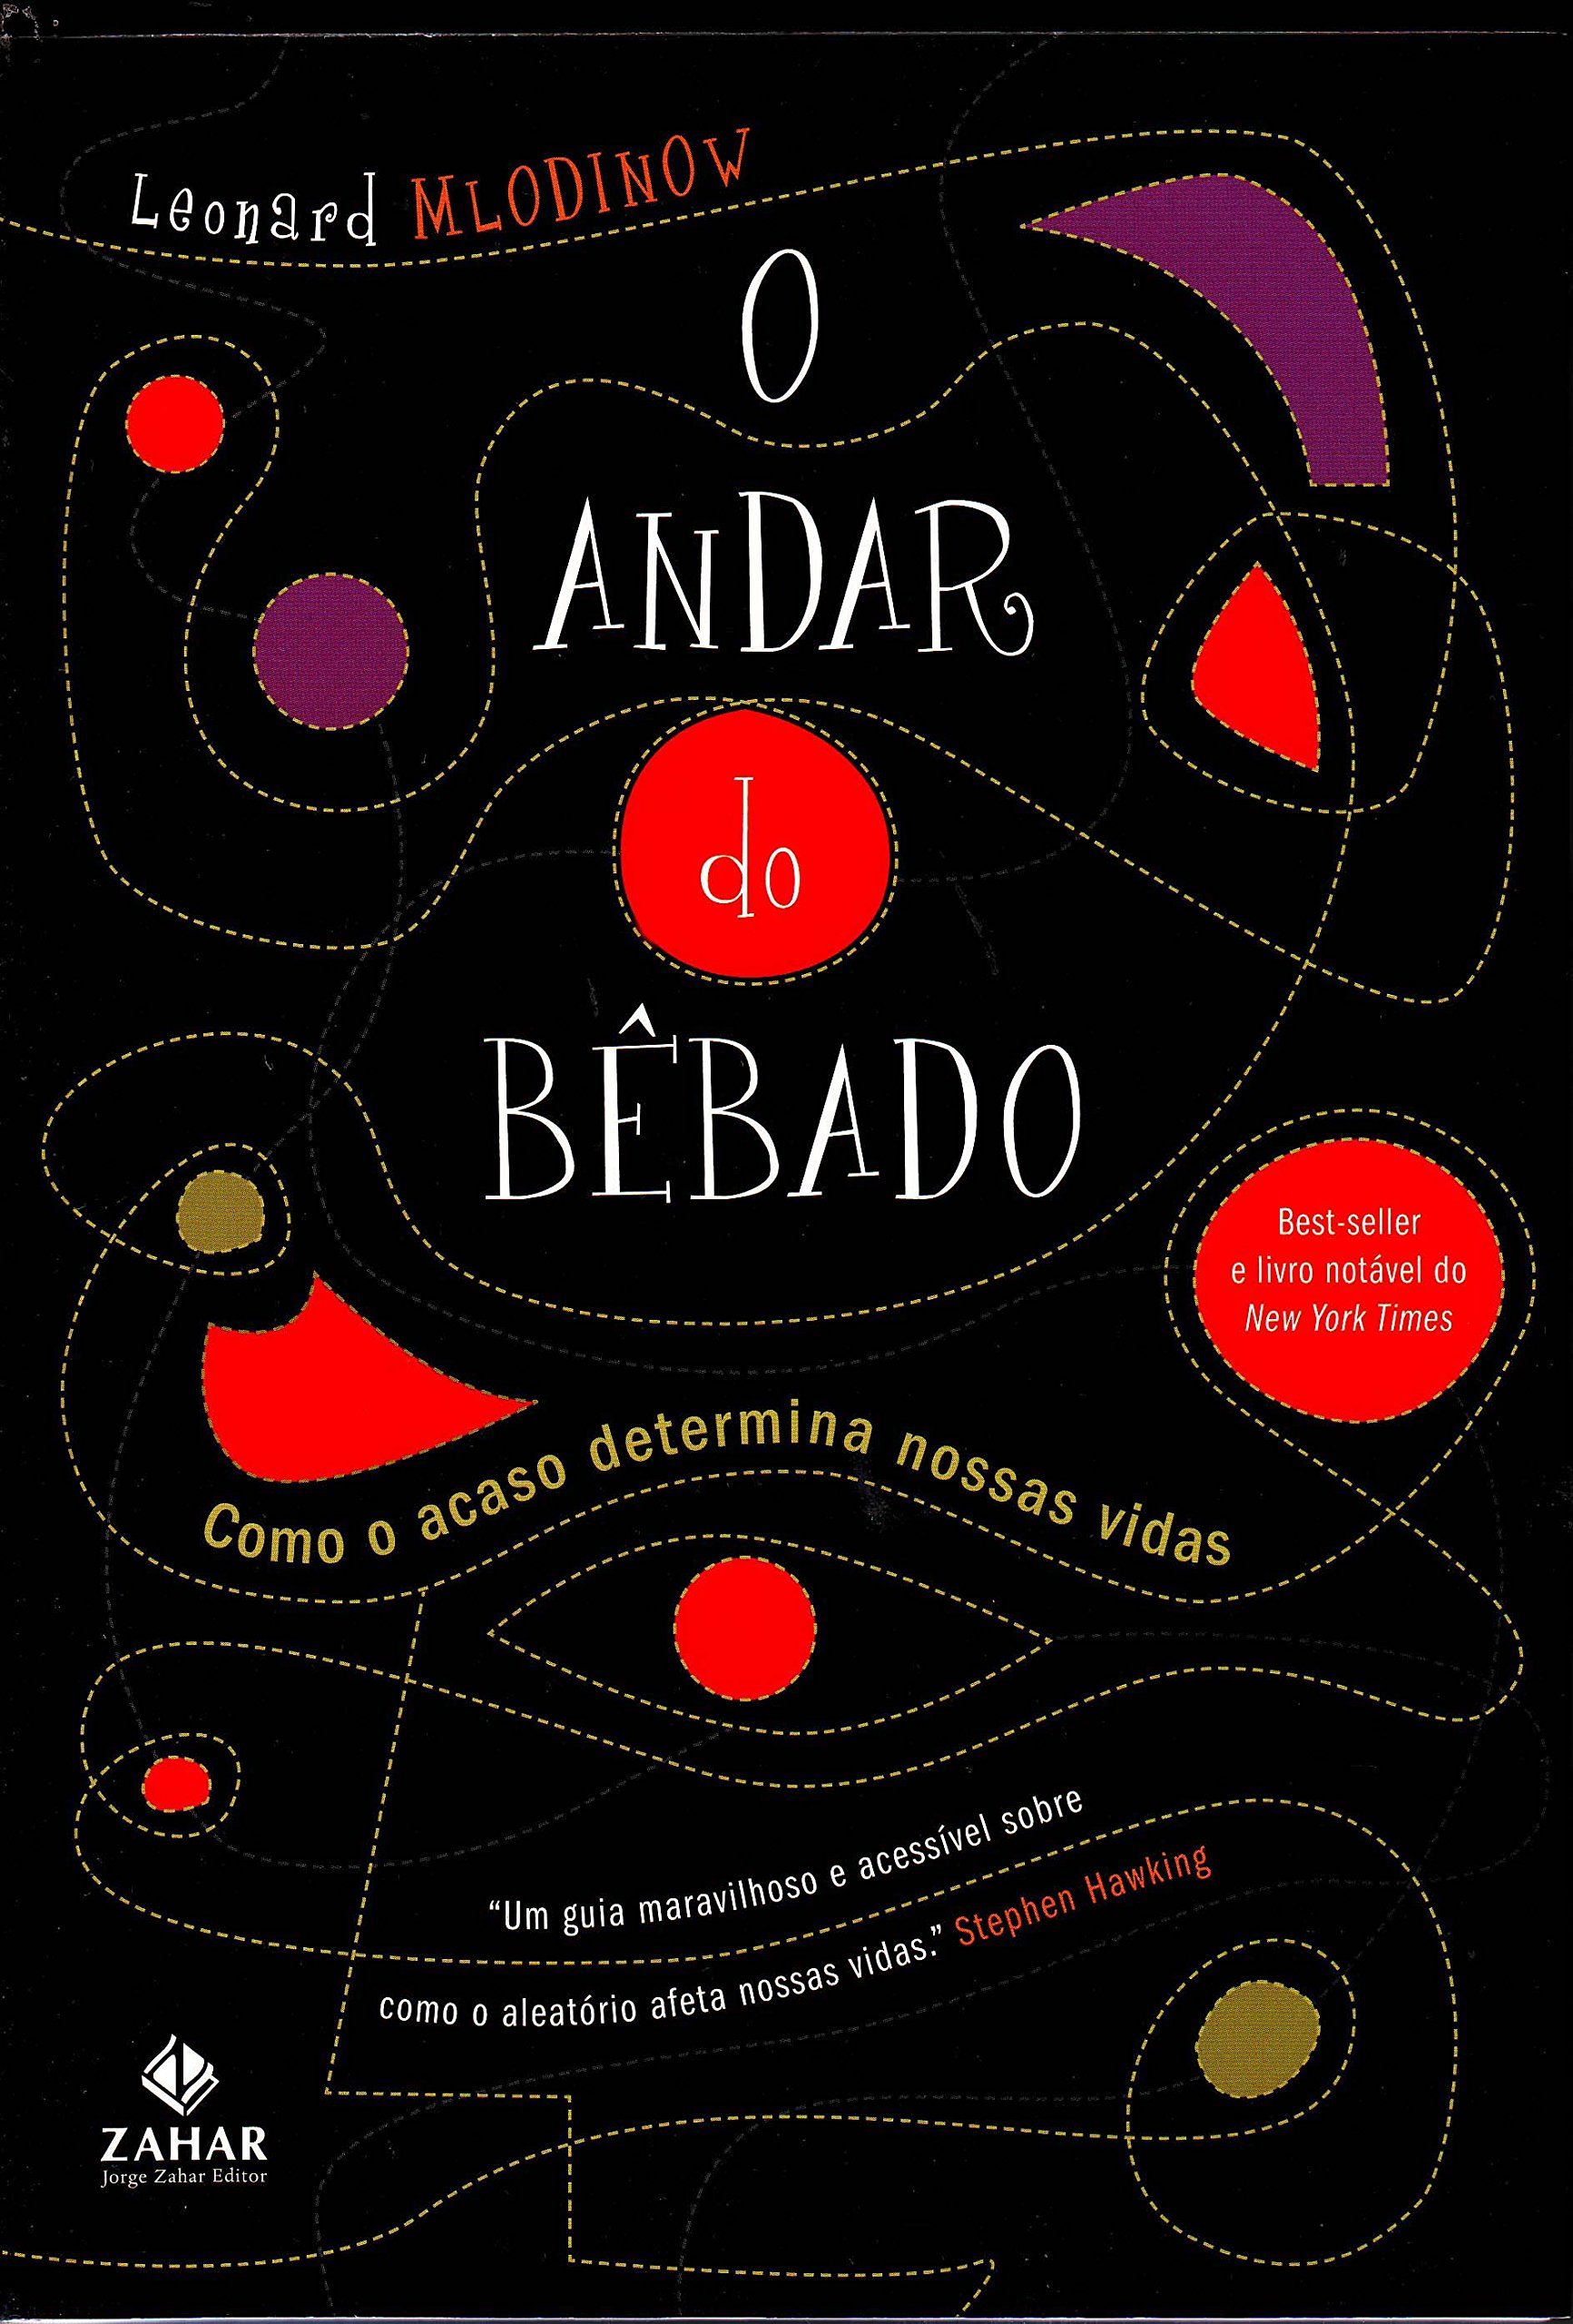 Leonard MLODINOW
O
ANDAR
do
BÊBADO
Best-seller
e livro notável do
New York Times
Como o acaso determina nossas vidas
“Um guia maravilhoso e acessível sobre
como o aleatório afeta nossas vidas.” Stephen Hawking
ZAHAR
Jorge Zahar Editor